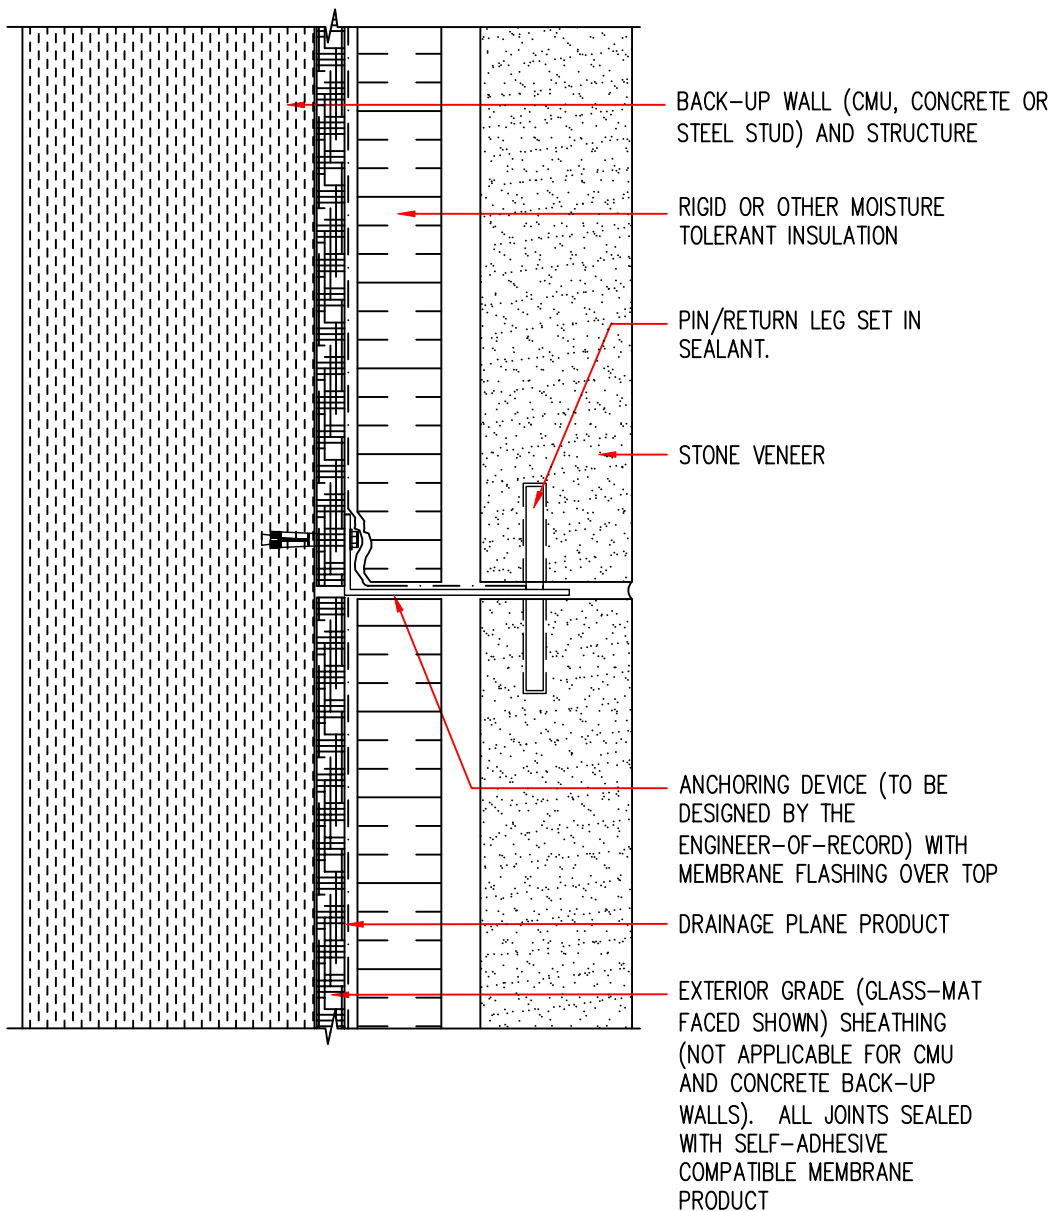 BACK-UP WALL (CMU, CONCRETE OR
STEEL STUD) AND STRUCTURE
RIGID OR OTHER MOISTURE
TOLERANT INSULATION
PIN/RETURN LEG SET IN
SEALANT.
STONE VENEER
ANCHORING DEVICE (TO BE
DESIGNED BY THE
ENGINEER-OF-RECORD) WITH
MEMBRANE FLASHING OVER TOP
DRAINAGE PLANE PRODUCT
EXTERIOR GRADE (GLASS-MAT
FACED SHOWN) SHEATHING
(NOT APPLICABLE FOR CMU
AND CONCRETE BACK-UP
WALLS). ALL JOINTS SEALED
WITH SELF-ADHESIVE
COMPATIBLE MEMBRANE
PRODUCT